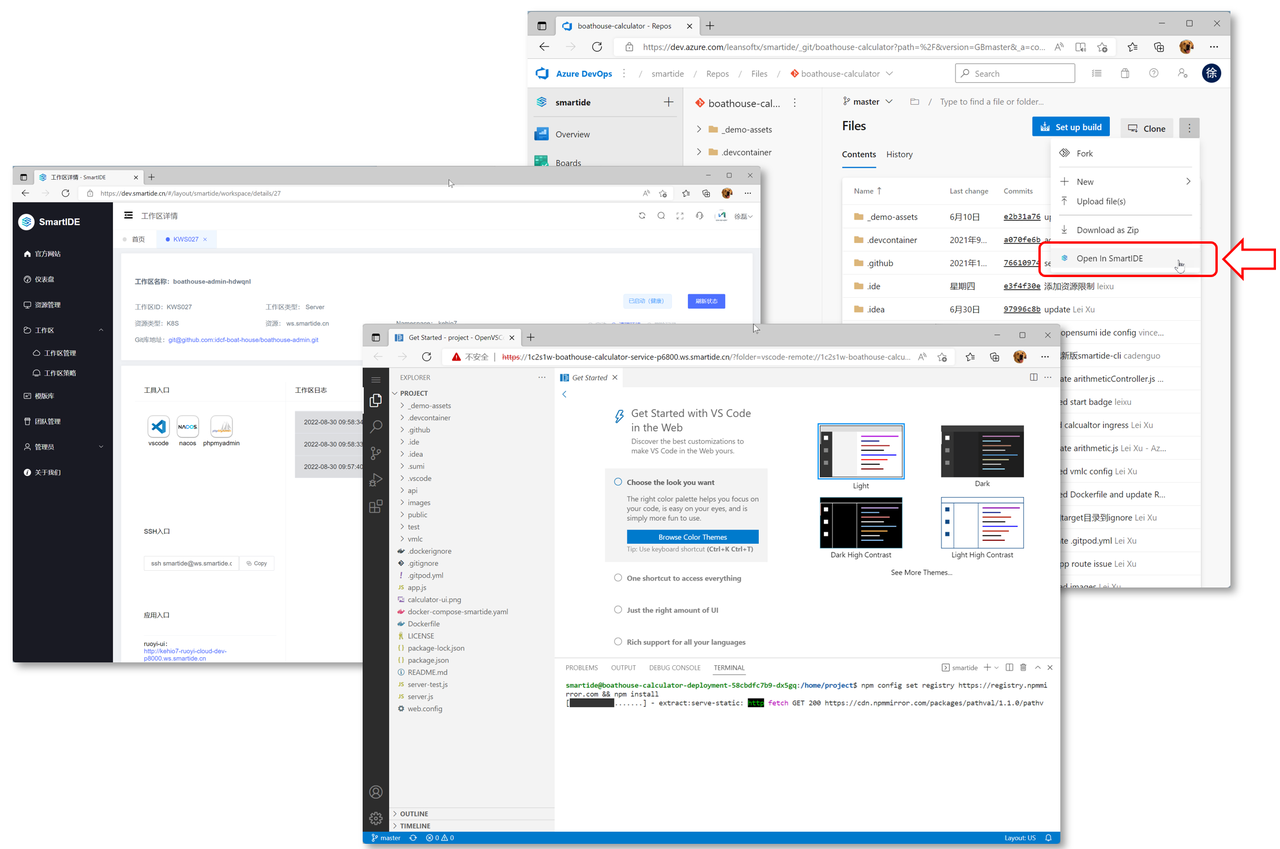 boathouse-calculator - Repos
https://dev.azure.com/leansoftx/smartide/_git/boathouse-calculator?path=%2F&version=GBmaster&_a=co...
Azure DevOps / smartide / Repos / Files / boathouse-calculator
Search
徐
smartide
Overview
Boards
boathouse-cal...
_demo-assets
.devcontainer
master / Type to find a file or folder...
Files
Set up build
Clone
Contents
History
Fork
New
Upload file(s)
Download as Zip
Open In SmartIDE
Name ↑ Last change Commits
_demo-assets 6月10日 e2b31a76 up
.devcontainer 2021年9... a070fe6b
.github 2021年1... 76610974 se
.ide 星期四 e3f4f30e 添加资源限制 leixu
.idea 6月30日 97996c8b update Lei Xu
opensumi ide config vince...
新版smartide-cli cadenguo
ate arithmeticController.js ...
ed start badge leixu
d calcualtor ingress Lei Xu
ate arithmetic.js Lei Xu - Az...
ed vmlc config Lei Xu
ed Dockerfile and update R...
target目录到ignore Lei Xu
te .gitpod.yml Lei Xu
pp route issue Lei Xu
ed images Lei Xu
工作区详情 - SmartIDE
https://dev.smartide.cn/#/layout/smartide/workspace/details/27
SmartIDE
官方网站
仪表盘
资源管理
工作区
工作区管理
工作区策略
模版库
团队管理
管理员
关于我们
工作区详情
徐磊
首页
KWS027
工作区名称: boathouse-admin-hdwqnl
工作区ID: KWS027
工作区类型: Server
资源类型: K8S
资源: ws.smartide.cn
Git库地址: git@github.com:idcf-boat-house/boathouse-admin.git
刷新状态
工具入口
vscode
nacos
phpmyadmin
工作区日志
2022-08-30 09:58:34
2022-08-30 09:58:33
2022-08-30 09:57:40
SSH入口
ssh smartide@ws.smartide.c
Copy
应用入口
ruoyi-ui:
http://kehio7-ruoyi-cloud-dev-
p8000.ws.smartide.cn
Get Started - project - OpenVSC
不安全
https://1c2s1w-boathouse-calculator-service-p6800.ws.smartide.cn/?folder=vscode-remote://1c2s1w-boathouse-calcu...
EXPLORER
PROJECT
_demo-assets
.devcontainer
.github
.ide
.idea
.sumi
.vscode
api
images
public
test
vmlc
.dockerignore
.gitignore
.gitpod.yml
app.js
calculator-ui.png
docker-compose-smartide.yaml
Dockerfile
LICENSE
package-lock.json
package.json
README.md
server-test.js
server.js
web.config
OUTLINE
TIMELINE
Get Started
Get Started with VS Code
in the Web
Discover the best customizations to
make VS Code in the Web yours.
Choose the look you want
The right color palette helps you focus on
your code, is easy on your eyes, and is
simply more fun to use.
Browse Color Themes
Tip: Use keyboard shortcut (Ctrl+K Ctrl+T)
One shortcut to access everything
Just the right amount of UI
Rich support for all your languages
Light
Dark
Dark High Contrast
Light High Contrast
See More Themes...
PROBLEMS OUTPUT DEBUG CONSOLE TERMINAL
smartide
smartide@boathouse-calculator-deployment-58cbdfc7b9-dx5gq:/home/project$ npm config set registry https://registry.npmmi
rror.com && npm install
.......] - extract:serve-static: http fetch GET 200 https://cdn.npmmirror.com/packages/pathval/1.1.0/pathv
master 0 0
Layout: US